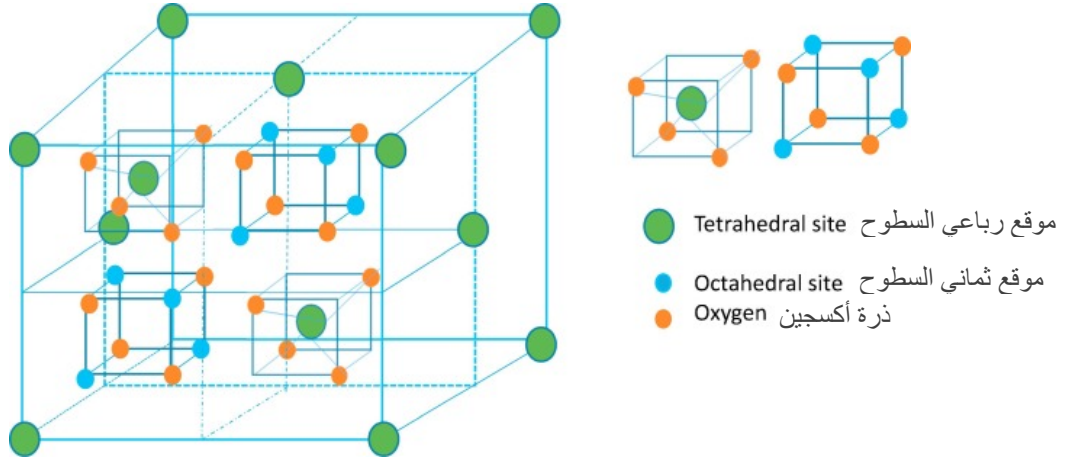 Tetrahedral site موقع رباعي السطوح
Octahedral site موقع ثماني السطوح
Oxygen ذرة أكسجين